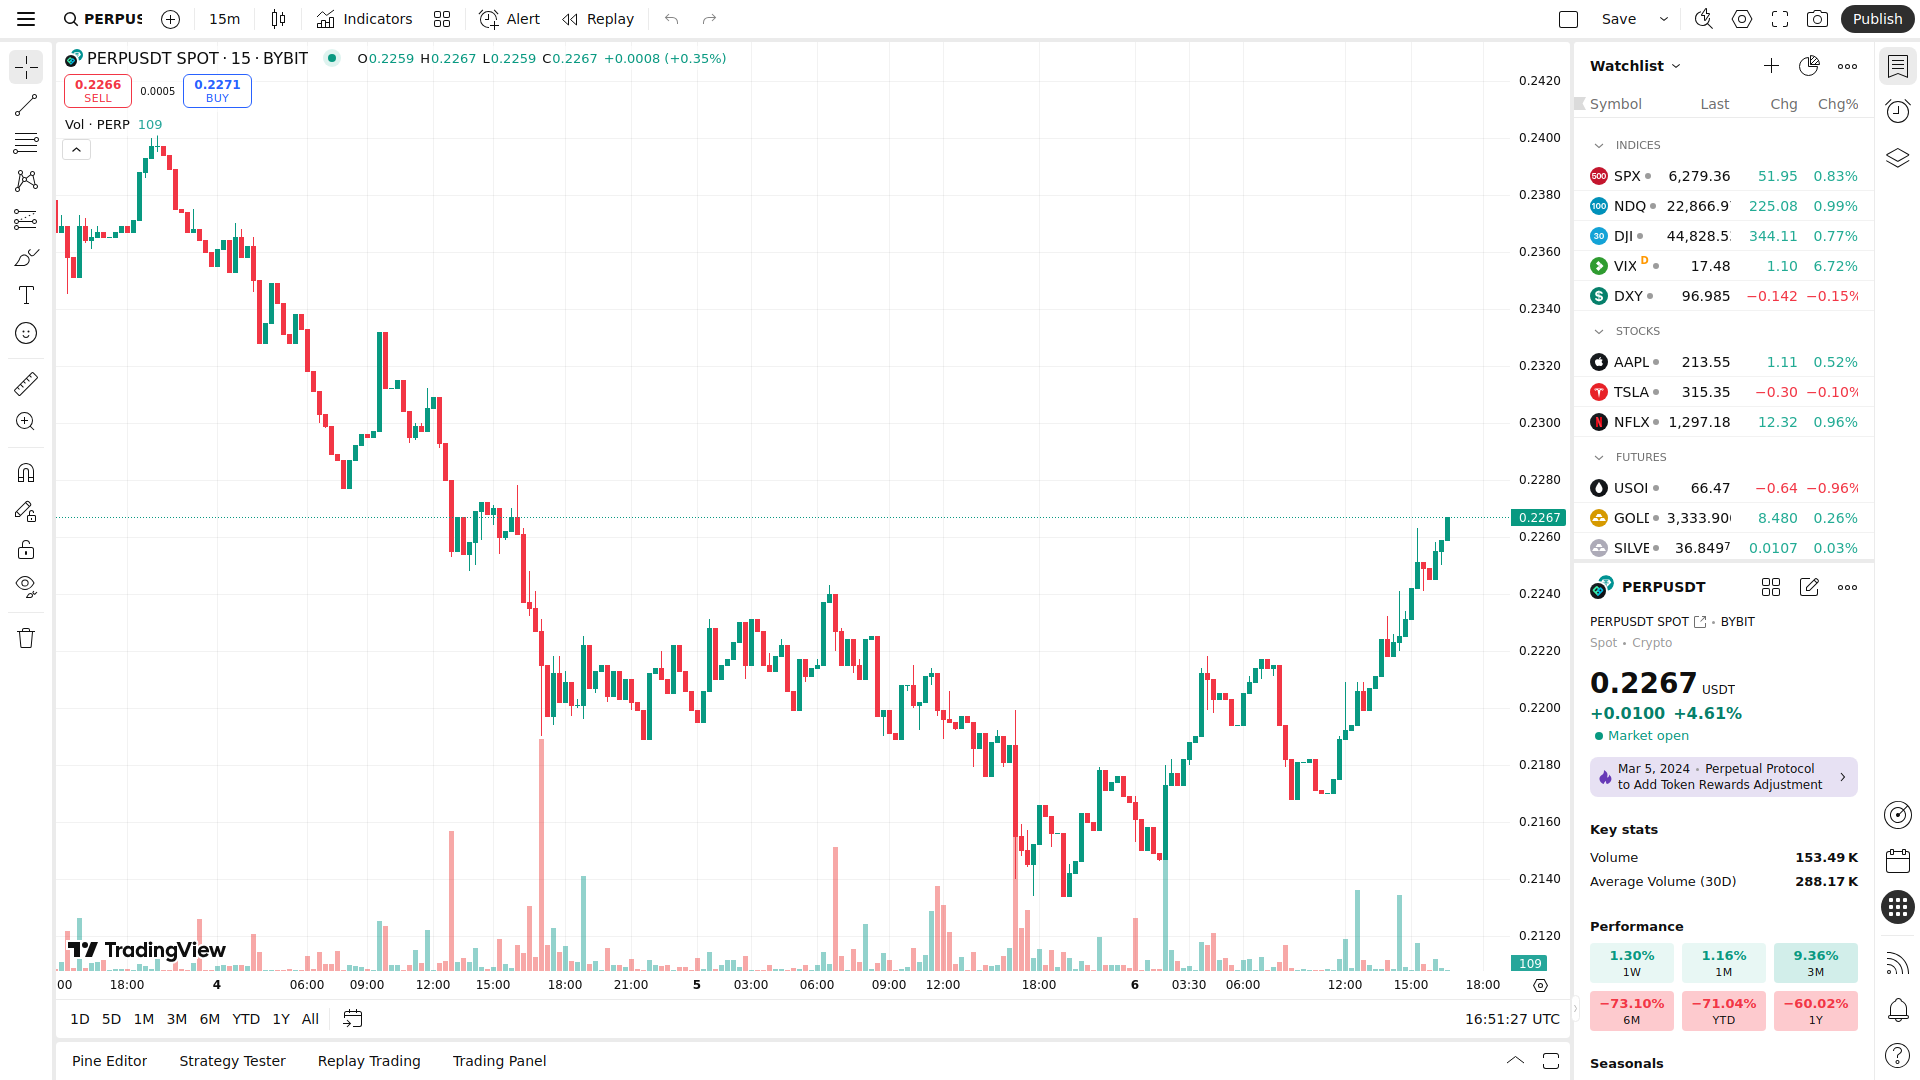 PERPUS
15m
Indicators
Alert
Replay
Save
Publish
PERPUSDT SPOT · 15 · BYBIT
O0.2259 H0.2267 L0.2259 C0.2267 +0.0008 (+0.35%)
0.2266
SELL
0.0005
0.2271
BUY
Vol · PERP 109
0.2420
0.2400
0.2380
0.2360
0.2340
0.2320
0.2300
0.2280
0.2267
0.2260
0.2240
0.2220
0.2200
0.2180
0.2160
0.2140
0.2120
109
TradingView
00 18:00 4 06:00 09:00 12:00 15:00 18:00 21:00 5 03:00 06:00 09:00 12:00 18:00 6 03:30 06:00 12:00 15:00 18:00
1D 5D 1M 3M 6M YTD 1Y All
16:51:27 UTC
Pine Editor Strategy Tester Replay Trading Trading Panel
Watchlist
Symbol Last Chg Chg%
INDICES
500 SPX 6,279.36 51.95 0.83%
100 NDQ 22,866.9 225.08 0.99%
30 DJI 44,828.5 344.11 0.77%
VIX D 17.48 1.10 6.72%
$ DXY 96.985 −0.142 −0.15%
STOCKS
AAPL 213.55 1.11 0.52%
TSLA 315.35 −0.30 −0.10%
N NFLX 1,297.18 12.32 0.96%
FUTURES
USOI 66.47 −0.64 −0.96%
GOL 3,333.90 8.480 0.26%
SILVE 36.8497 0.0107 0.03%
PERPUSDT
PERPUSDT SPOT • BYBIT
Spot • Crypto
0.2267 USDT
+0.0100 +4.61%
Market open
Mar 5, 2024 • Perpetual Protocol
to Add Token Rewards Adjustment
Key stats
Volume 153.49 K
Average Volume (30D) 288.17 K
Performance
1.30% 1.16% 9.36%
1W 1M 3M
−73.10% −71.04% −60.02%
6M YTD 1Y
Seasonals